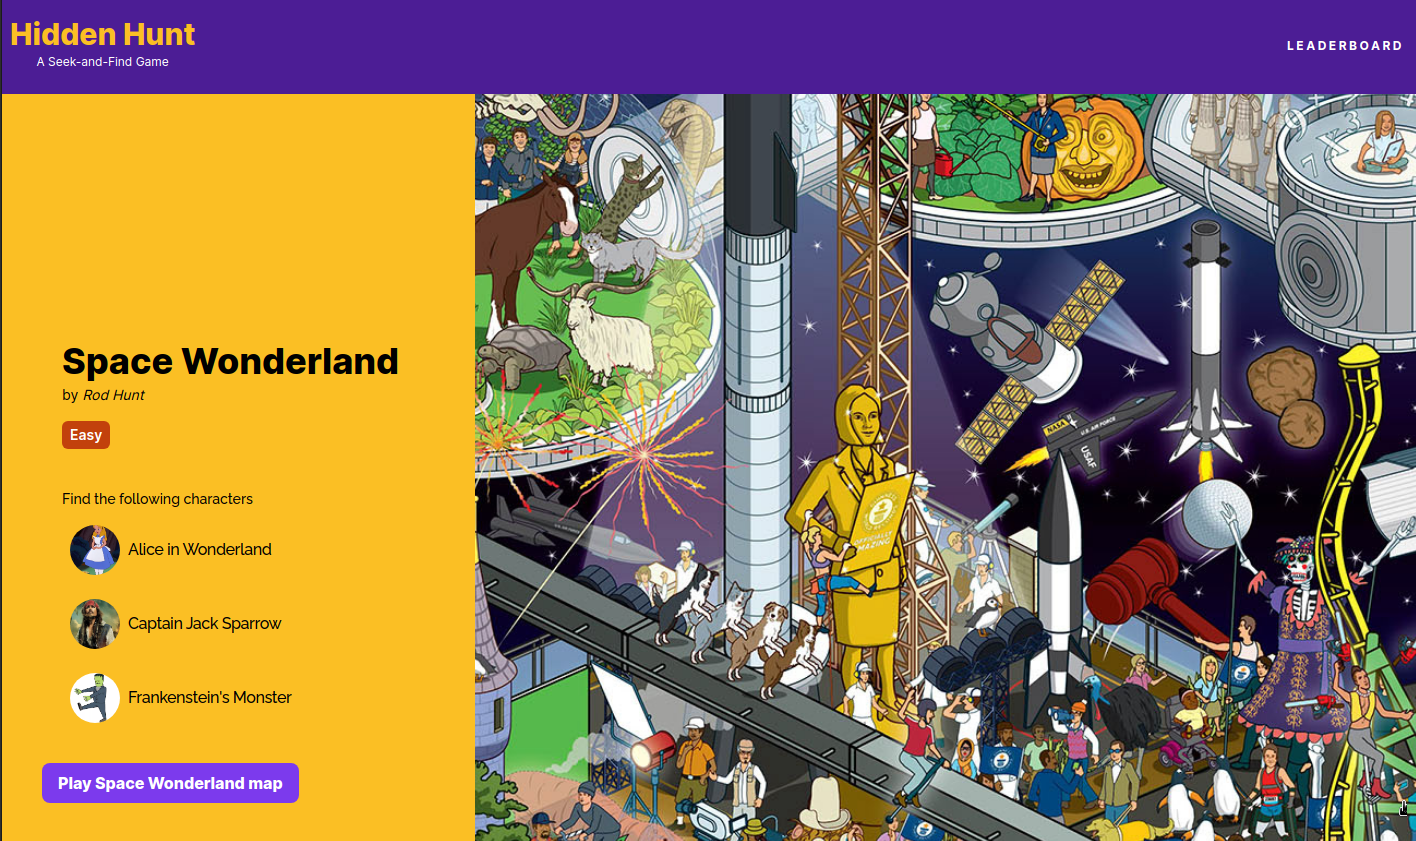 Hidden Hunt
A Seek-and-Find Game
LEADERBOARD
Space Wonderland
by Rod Hunt
Easy
Find the following characters
Alice in Wonderland
Captain Jack Sparrow
Frankenstein's Monster
Play Space Wonderland map
NASA
U.S. AIR FORCE
USAF
OFFICIALLY
AMAZING